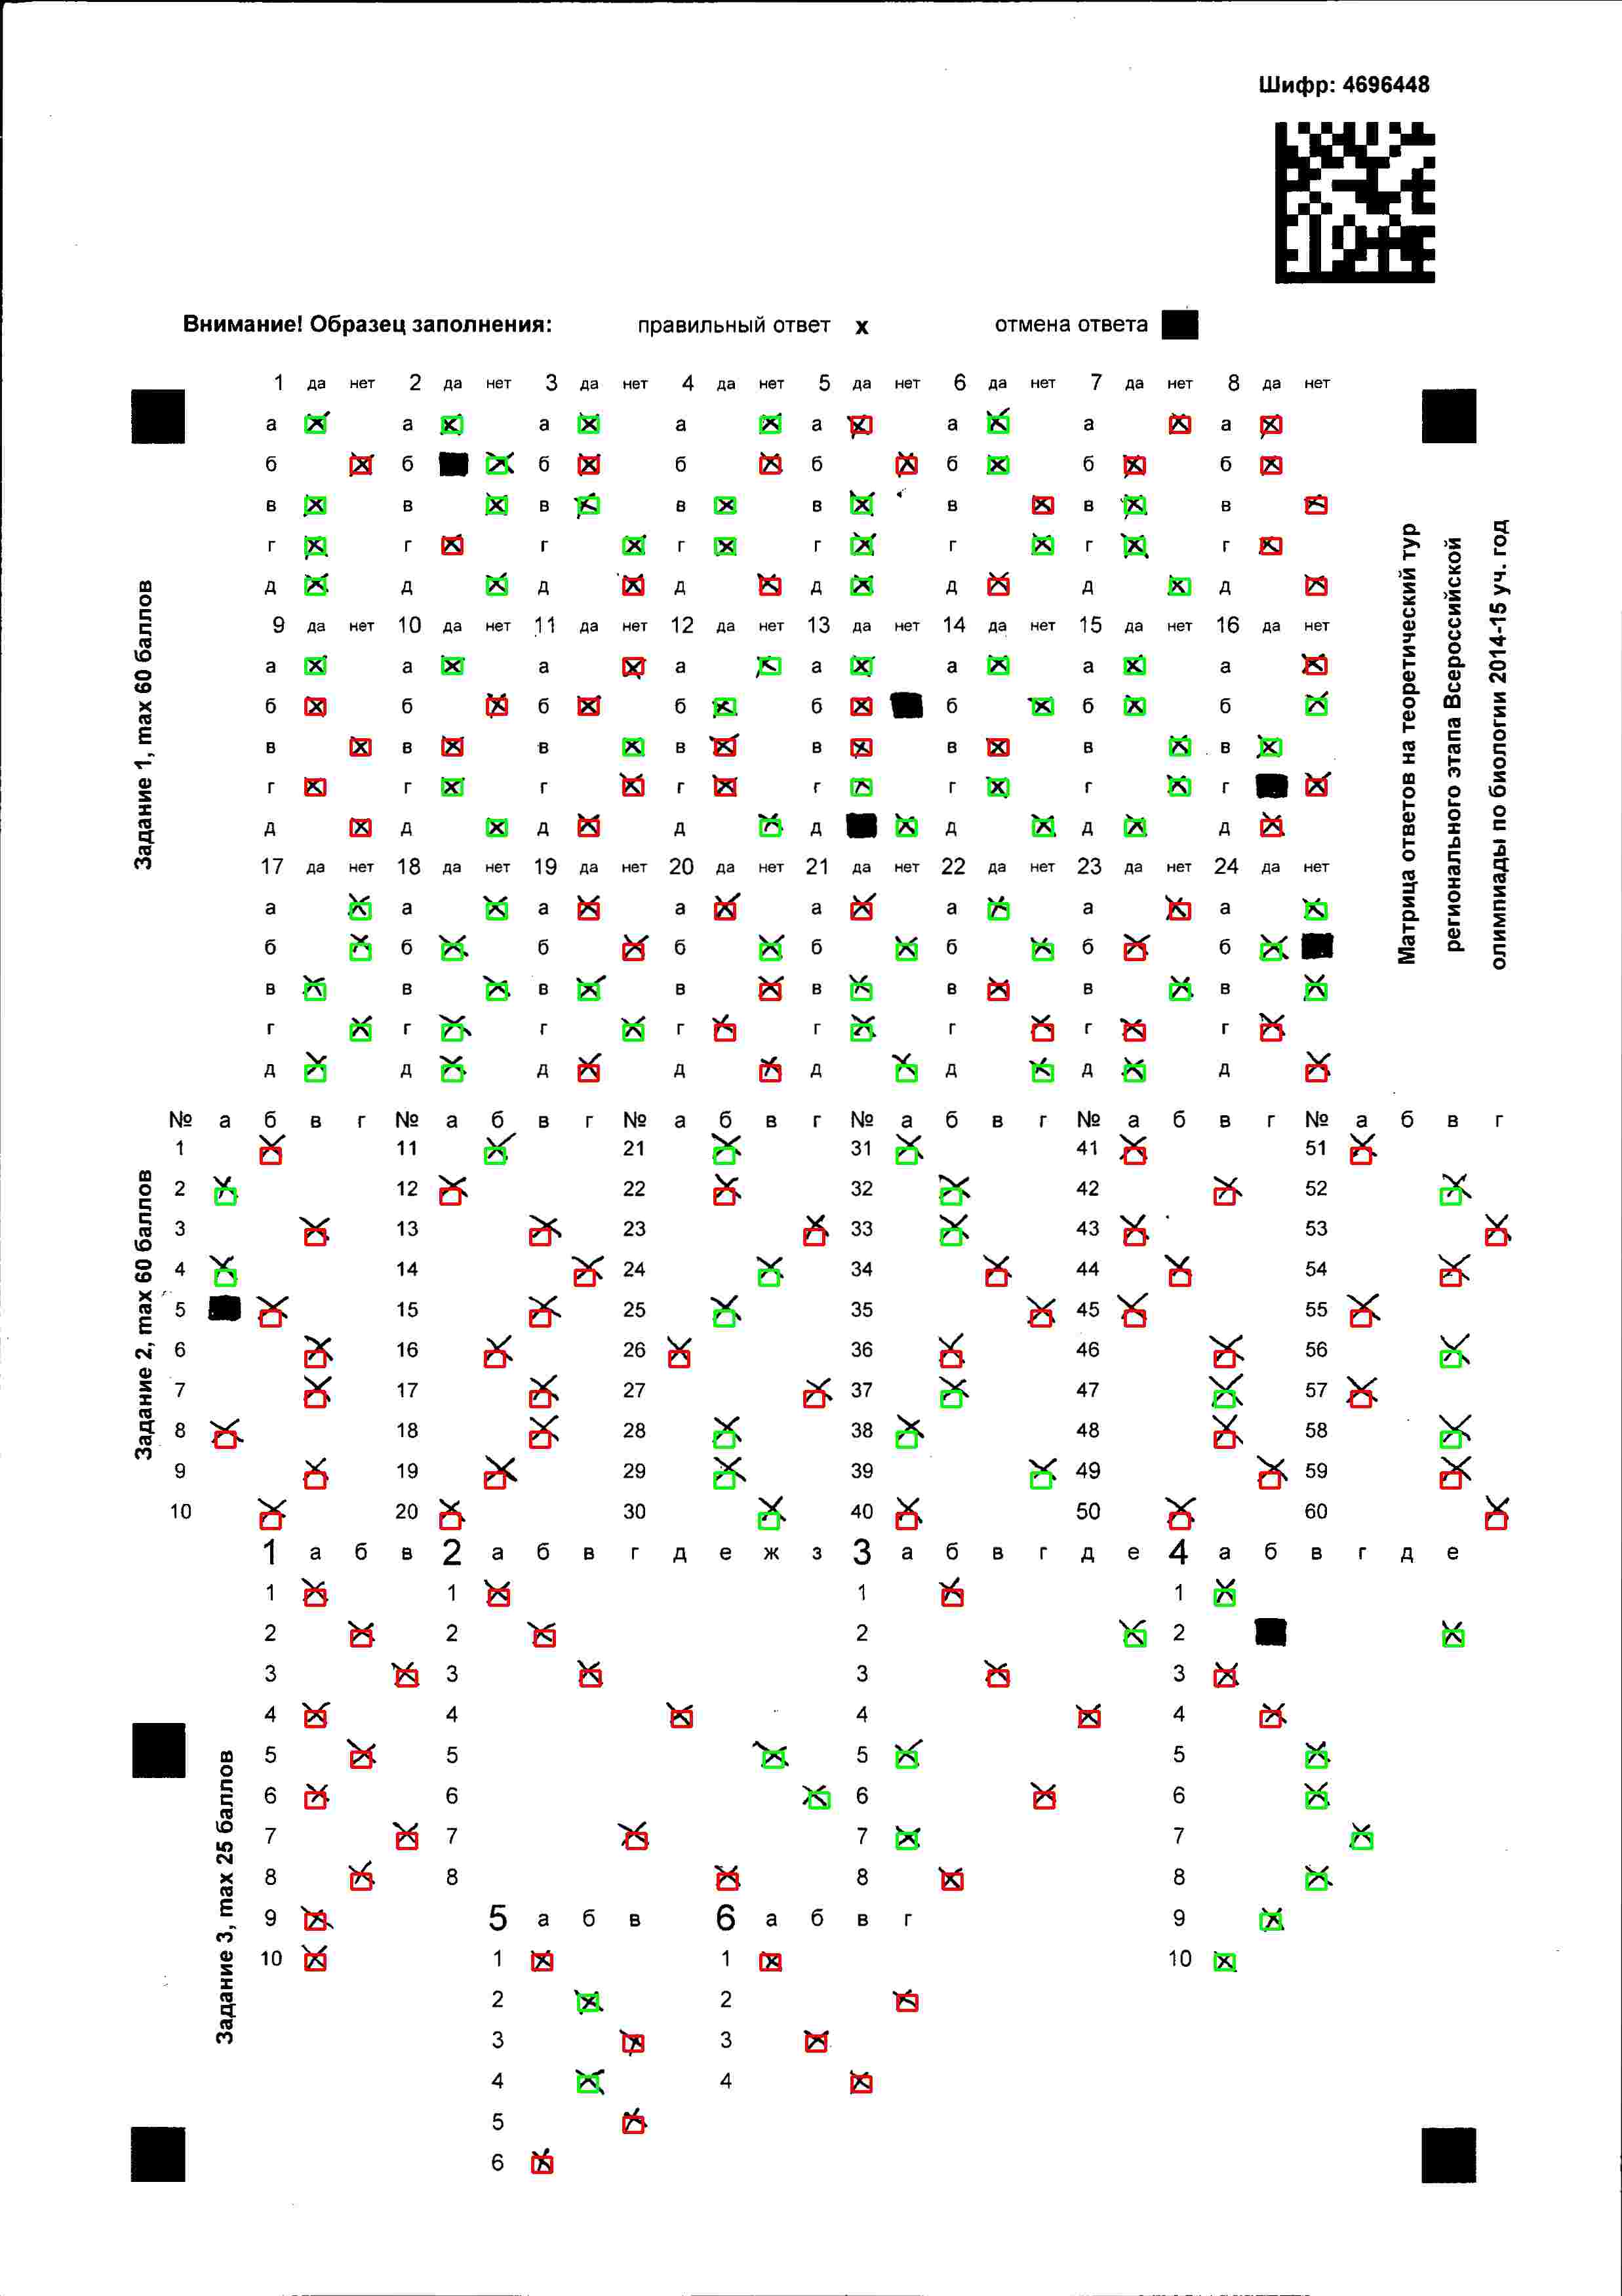 Шифр: 4696448
Внимание! Образец заполнения: правильный ответ х отмена ответа
Задание 1, max 60 баллов
1 да нет 2 да нет 3 да нет 4 да нет 5 да нет 6 да нет 7 да нет 8 да нет
а а а а а а а а
б б б б б б б б
в в в в в в в в
г г г г г г г г
д д д д д д д д
9 да нет 10 да нет 11 да нет 12 да нет 13 да нет 14 да нет 15 да нет 16 да нет
а а а а а а а а
б б б б б б б б
в в в в в в в в
г г г г г г г г
д д д д д д д д
17 да нет 18 да нет 19 да нет 20 да нет 21 да нет 22 да нет 23 да нет 24 да нет
а а а а а а а а
б б б б б б б б
в в в в в в в в
г г г г г г г г
д д д д д д д д
Матрица ответов на теоретический тур
регионального этапа Всероссийской
олимпиады по биологии 2014-15 уч. год
Задание 2, max 60 баллов
№ а б в г № а б в г № а б в г № а б в г № а б в г № а б в г
1 11 21 31 41 51
2 12 22 32 42 52
3 13 23 33 43 53
4 14 24 34 44 54
5 15 25 35 45 55
6 16 26 36 46 56
7 17 27 37 47 57
8 18 28 38 48 58
9 19 29 39 49 59
10 20 30 40 50 60
Задание 3, max 25 баллов
1 а б в 2 а б в г д е ж з 3 а б в г д е 4 а б в г д е
1 1 1 1
2 2 2 2
3 3 3 3
4 4 4 4
5 5 5 5
6 6 6 6
7 7 7 7
8 8 8 8
9 5 а б в 6 а б в г 9
10 1 1 10
2 2
3 3
4 4
5
6